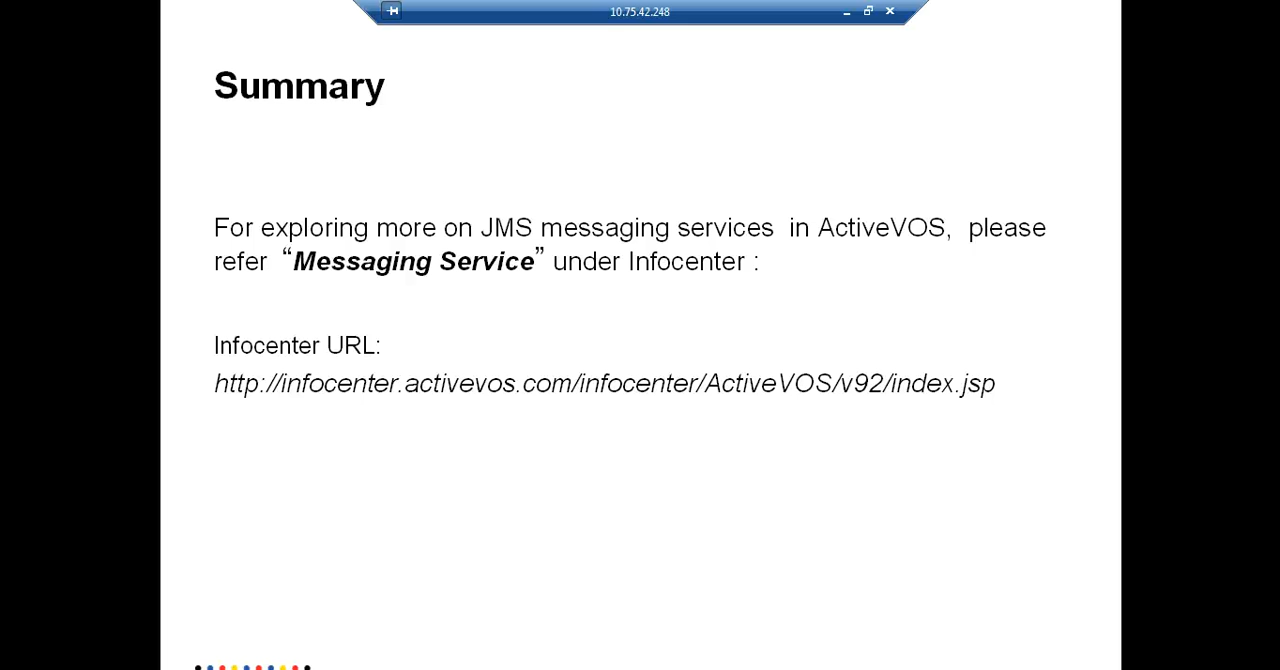 10.75.42.248
Summary
For exploring more on JMS messaging services in ActiveVOS, please
refer “Messaging Service” under Infocenter :
Infocenter URL:
http://infocenter.activevos.com/infocenter/ActiveVOS/v92/index.jsp